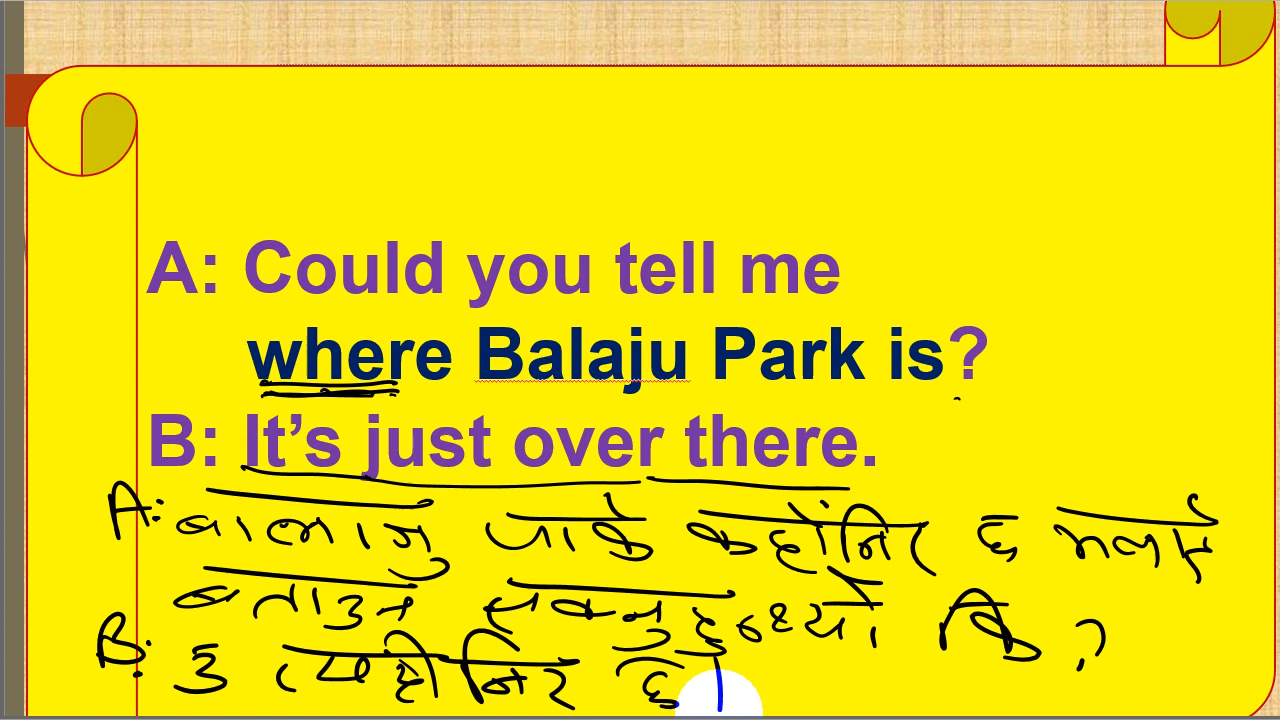 A: Could you tell me
where Balaju Park is?
B: It's just over there.
A: बालाजु पार्क कहाँनिर छ मलाई
बताउन सक्नुहुन्थ्यो कि ?
B: ऊ त्यहीनिर छ ।